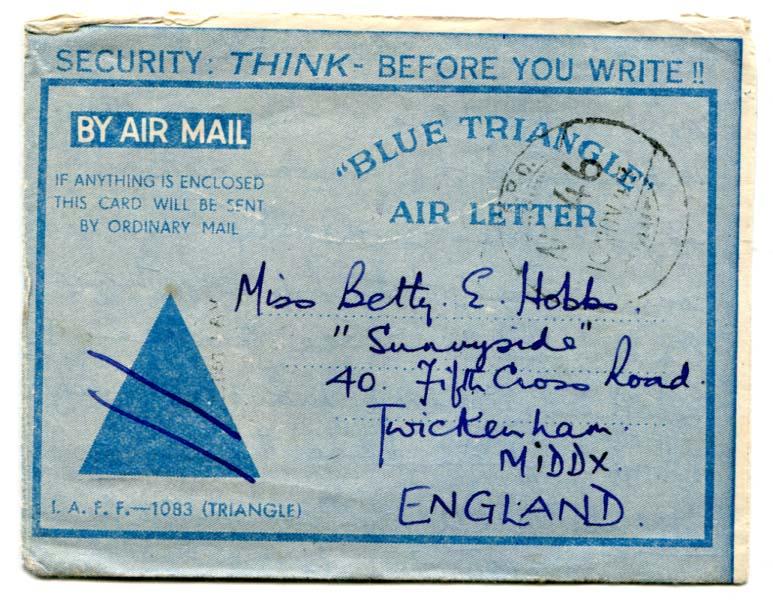 SECURITY: THINK - BEFORE YOU WRITE !!
BY AIR MAIL
"BLUE TRIANGLE"
AIR LETTER
IF ANYTHING IS ENCLOSED
THIS CARD WILL BE SENT
BY ORDINARY MAIL
46
Miss Betty. E. Hobbs.
"Sunnyside"
40. Fifth Cross Road.
Twickenham.
MiDDx.
ENGLAND.
I. A. F. F.—1083 (TRIANGLE)